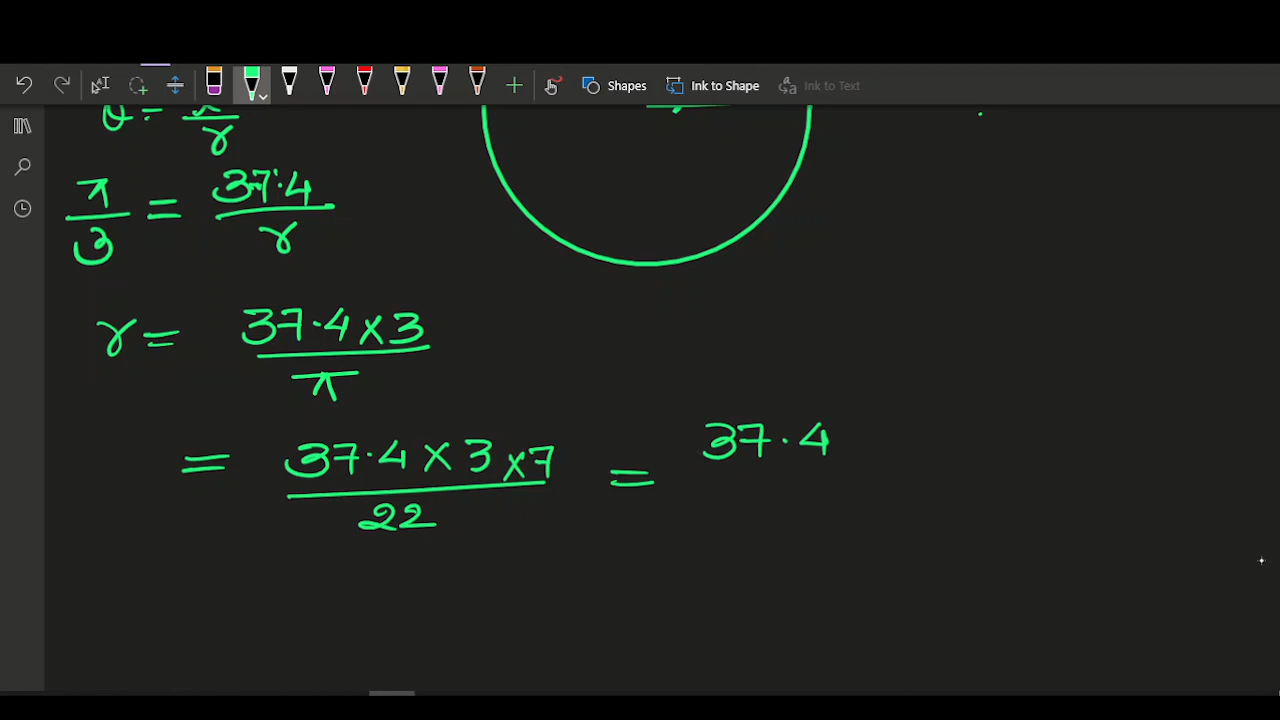 Shapes Ink to Shape Ink to Text
θ = l/r
π/3 = 37.4/r
r = 37.4 × 3/π
= 37.4 × 3 × 7/22 = 37.4